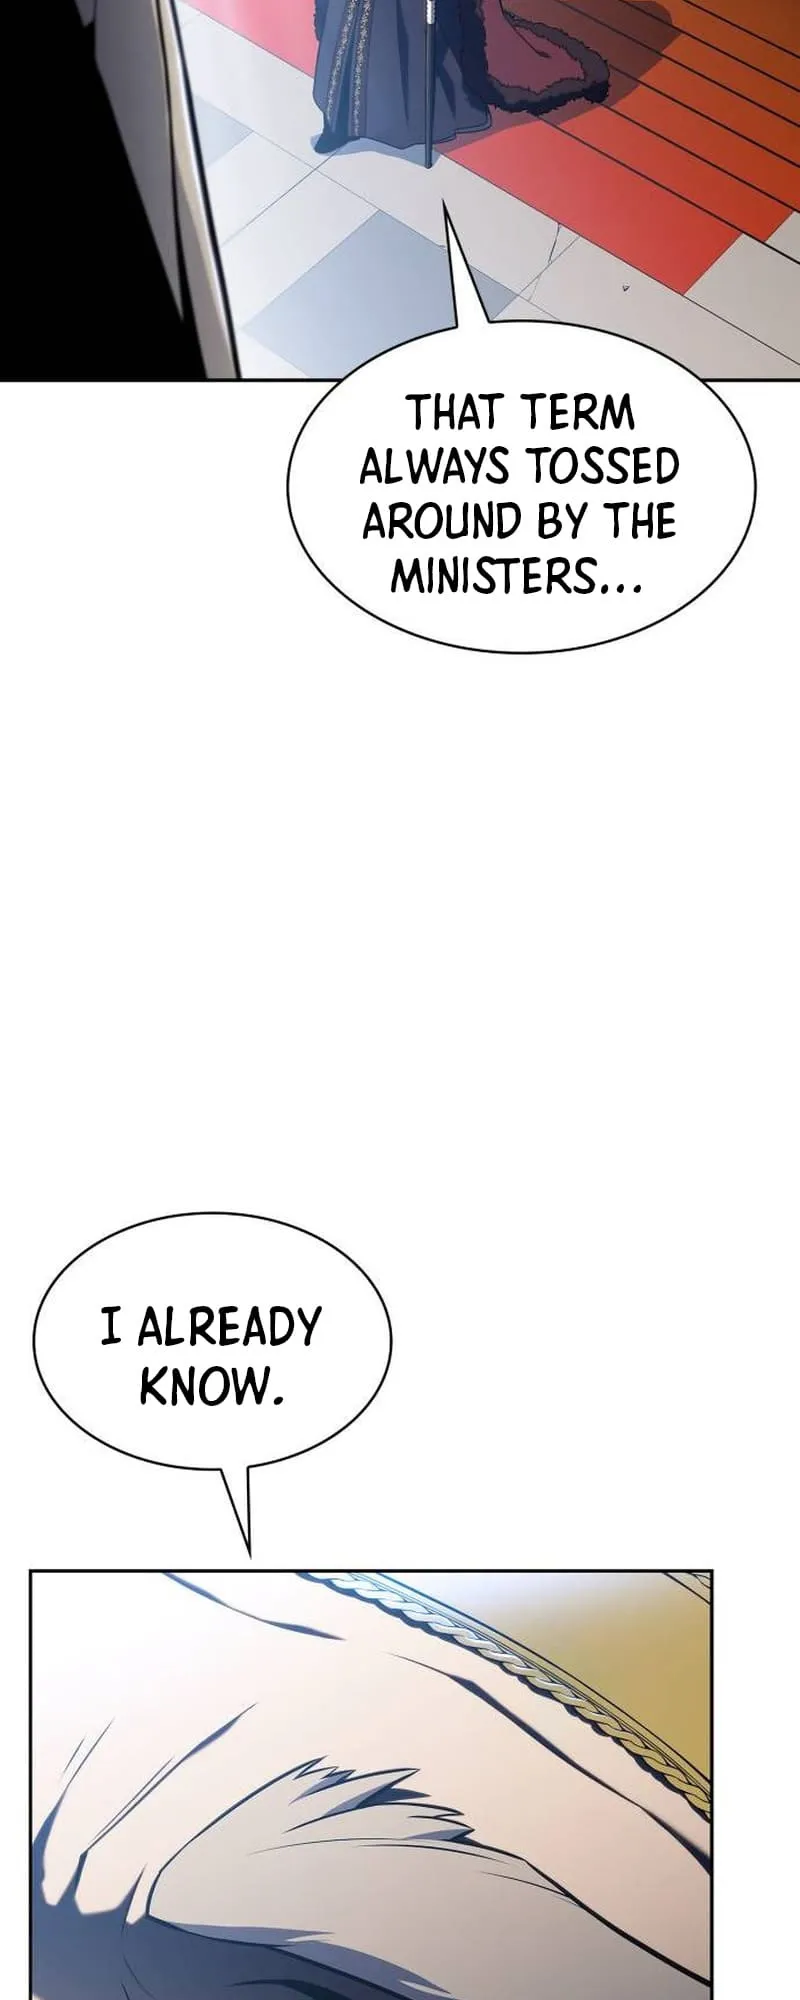 THAT TERM
ALWAYS TOSSED
AROUND BY THE
MINISTERS...
I ALREADY
KNOW.